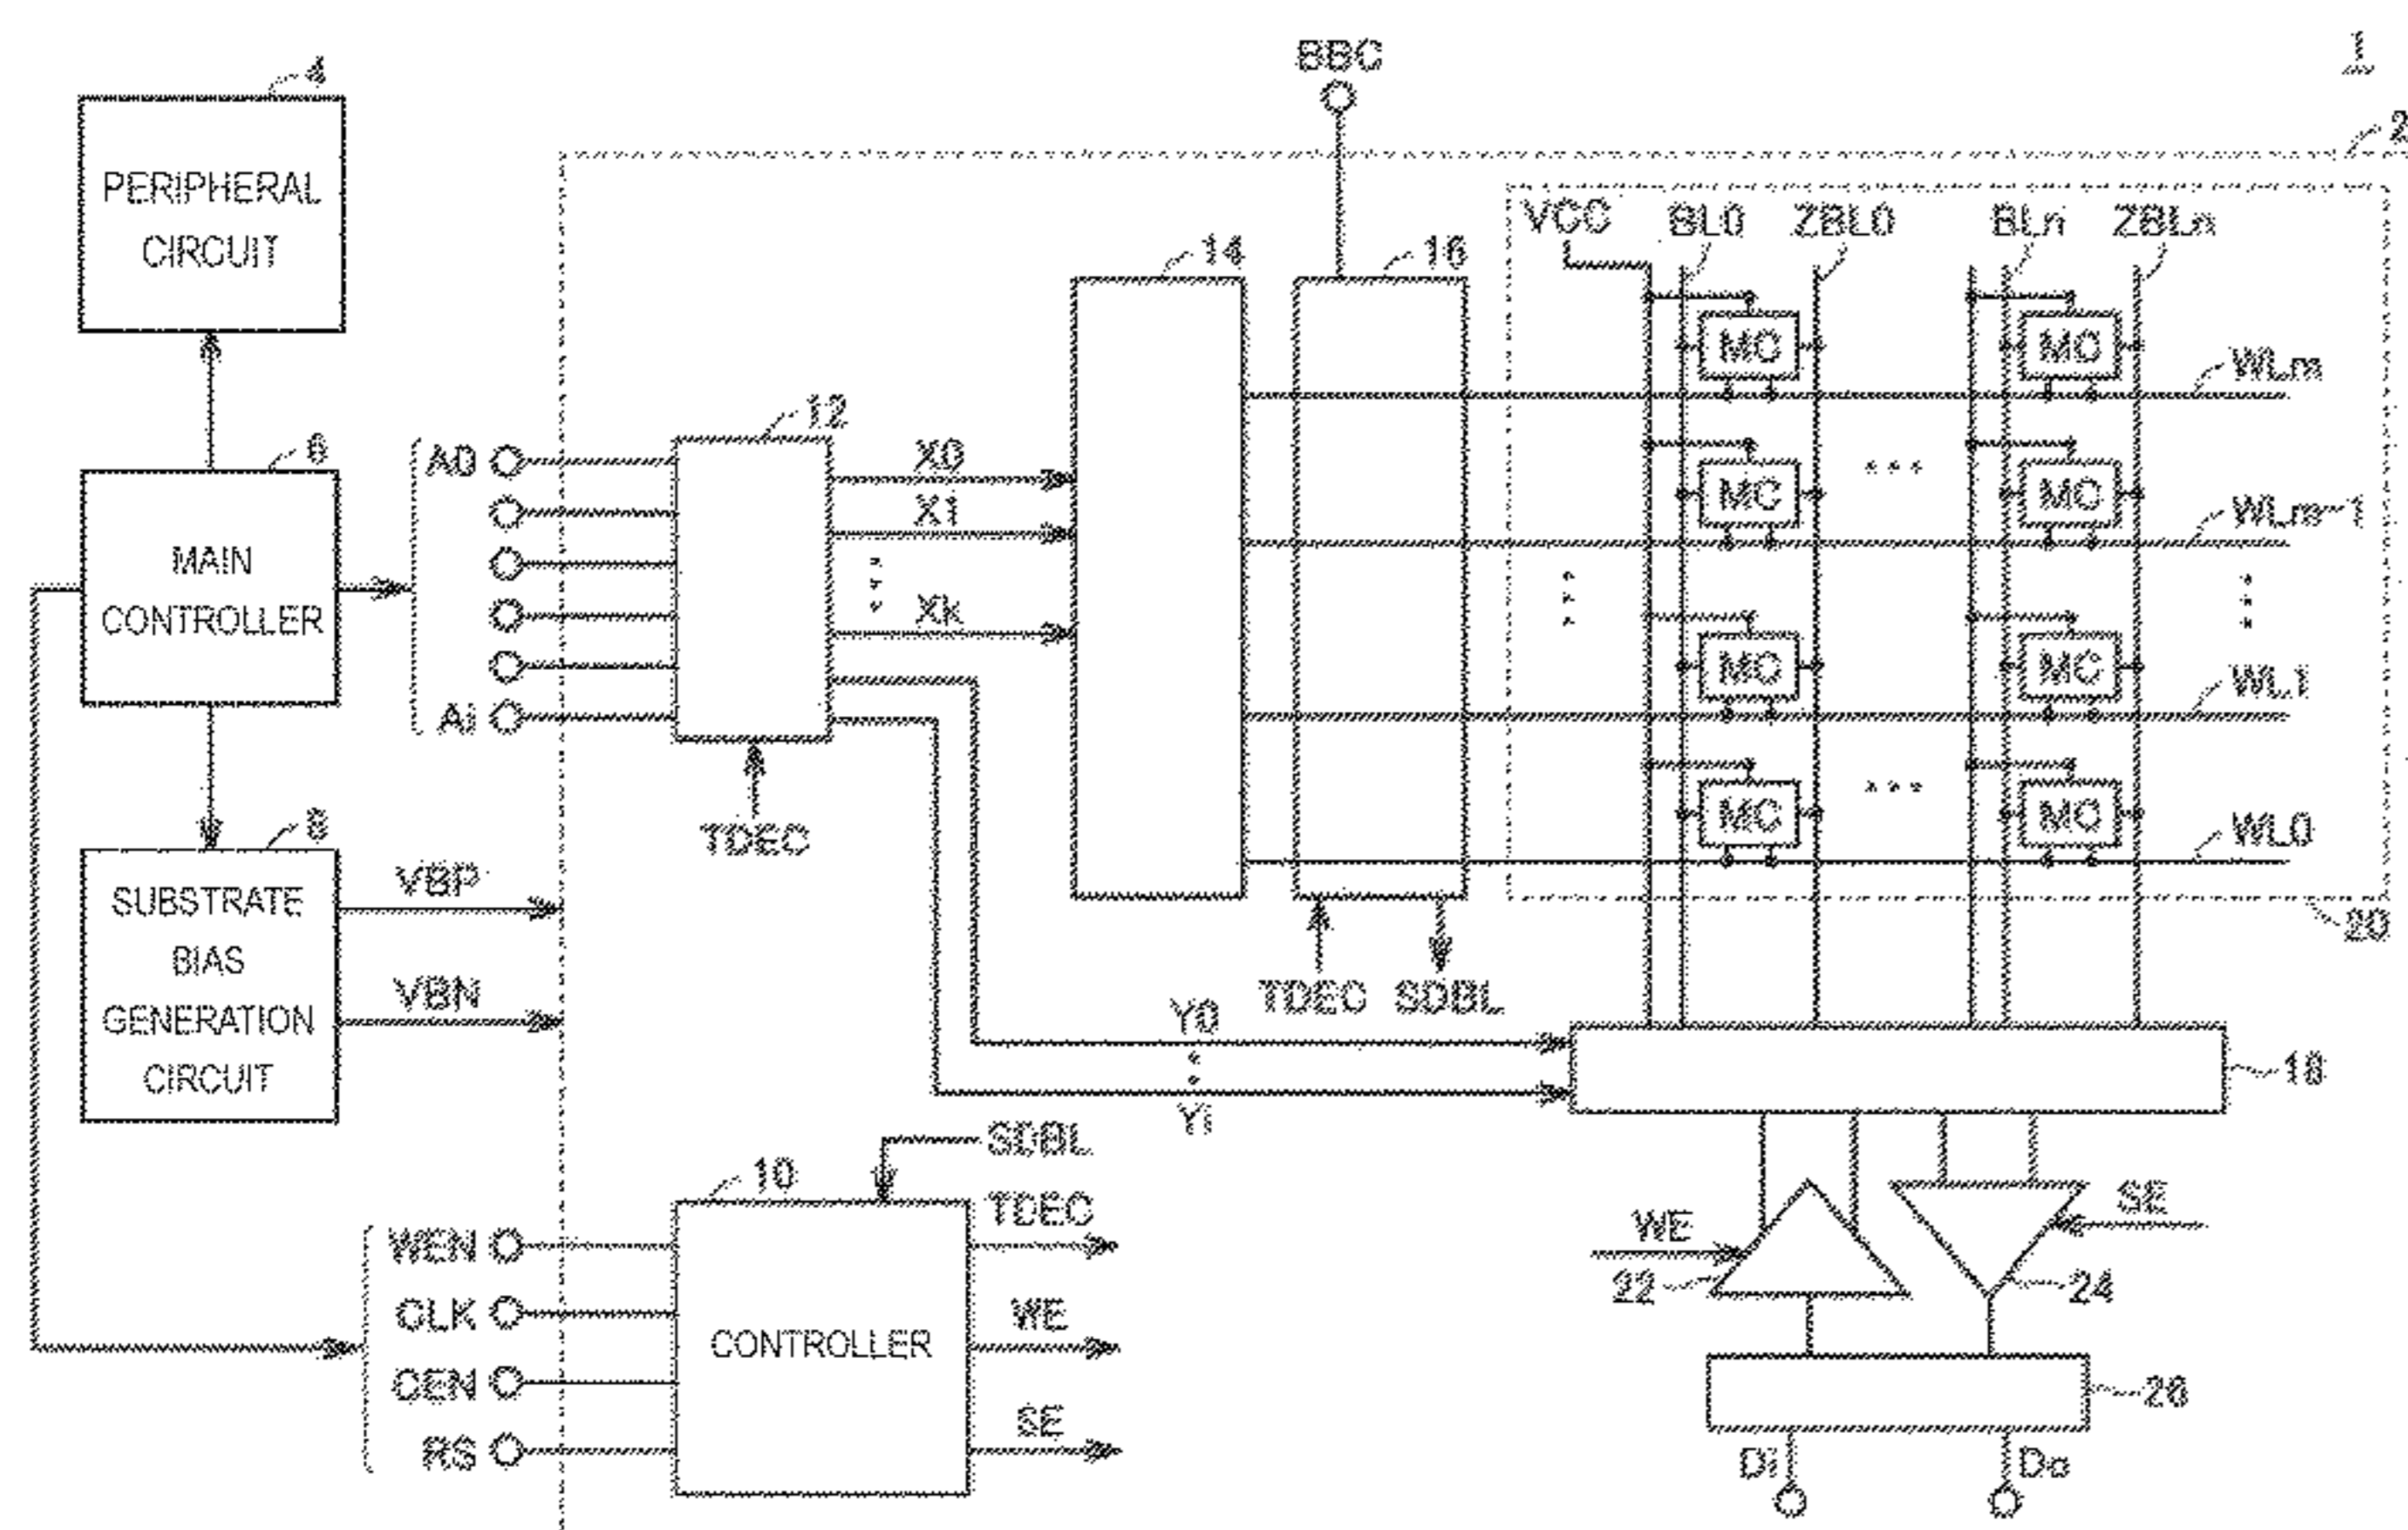 1
2
BBC
4
PERIPHERAL
CIRCUIT
VCC BL0 ZBL0 BLn ZBLn
14
16
MC MC
WLm
12
6
A0
X0
MC MC
X1
WLm-1
MAIN
CONTROLLER
Xk
MC MC
WL1
Ai
MC MC
TDEC
WL0
8
VBP
SUBSTRATE
BIAS
GENERATION
CIRCUIT
20
VBN
TDEC SDBL
Y0
18
Yi
SDBL
10
TDEC
SE
WE
WEN
22
24
CLK
WE
CONTROLLER
CEN
26
SE
RS
Di
Do